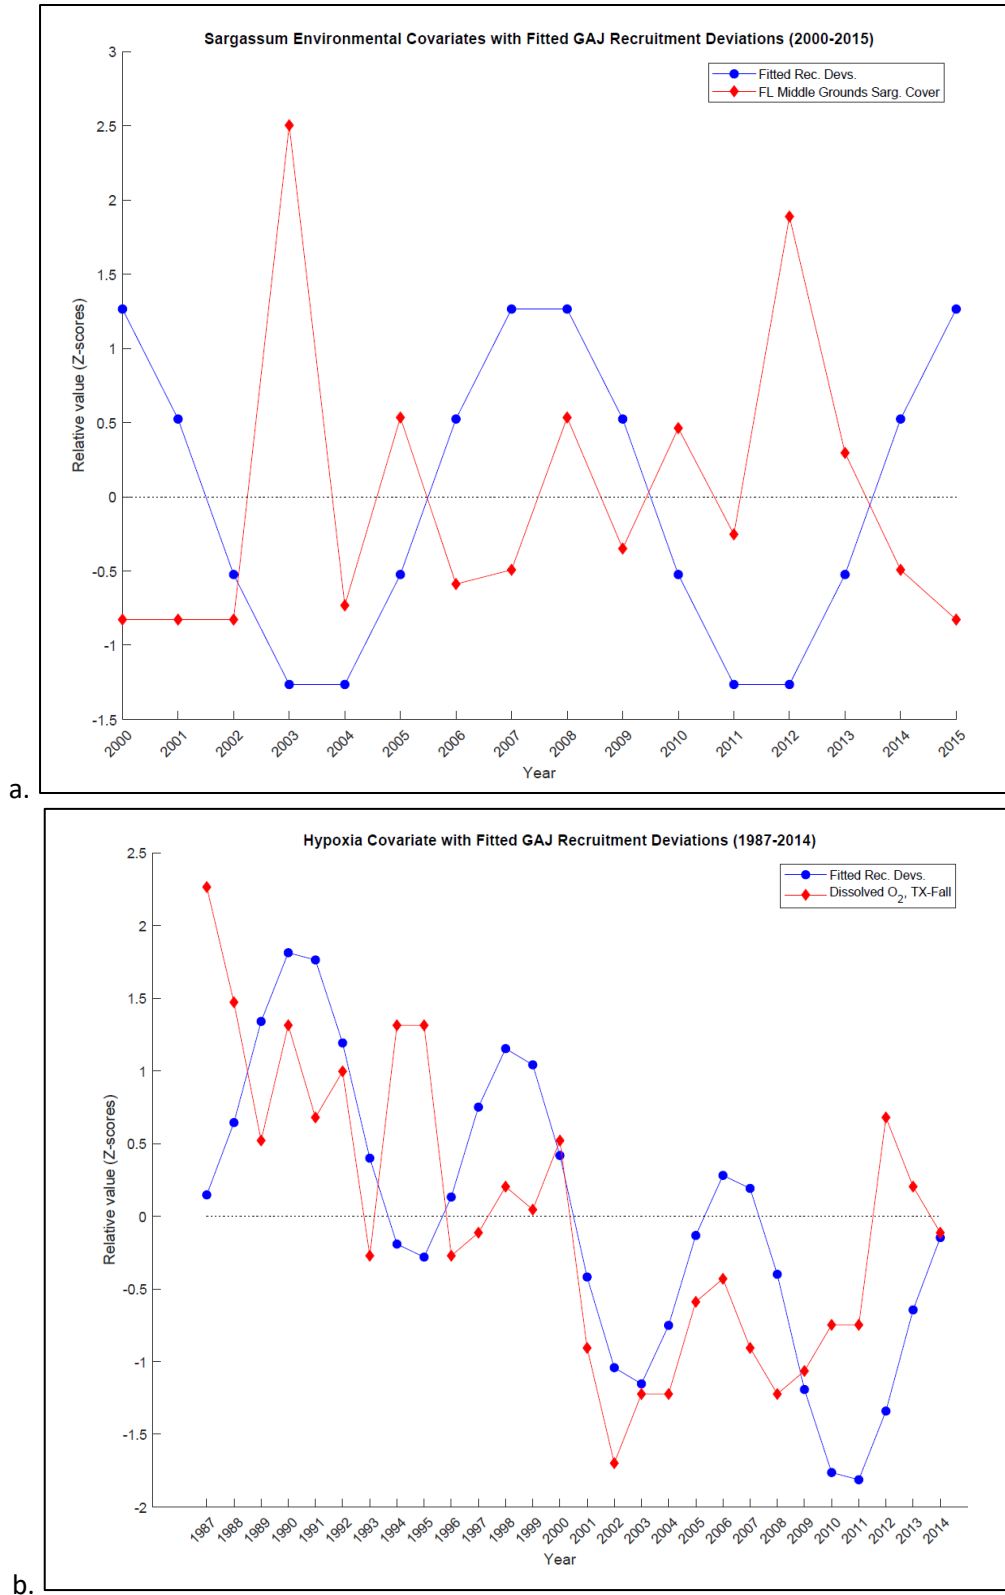 Sargassum Environmental Covariates with Fitted GAJ Recruitment Deviations (2000-2015)
Fitted Rec. Devs.
FL Middle Grounds Sarg. Cover
3
2.5
2
1.5
1
0.5
0
-0.5
-1
-1.5
Relative value (Z-scores)
2000 2001 2002 2003 2004 2005 2006 2007 2008 2009 2010 2011 2012 2013 2014 2015
Year
a.
Hypoxia Covariate with Fitted GAJ Recruitment Deviations (1987-2014)
Fitted Rec. Devs.
Dissolved O2, TX-Fall
2.5
2
1.5
1
0.5
0
-0.5
-1
-1.5
-2
Relative value (Z-scores)
1987 1988 1989 1990 1991 1992 1993 1994 1995 1996 1997 1998 1999 2000 2001 2002 2003 2004 2005 2006 2007 2008 2009 2010 2011 2012 2013 2014
Year
b.